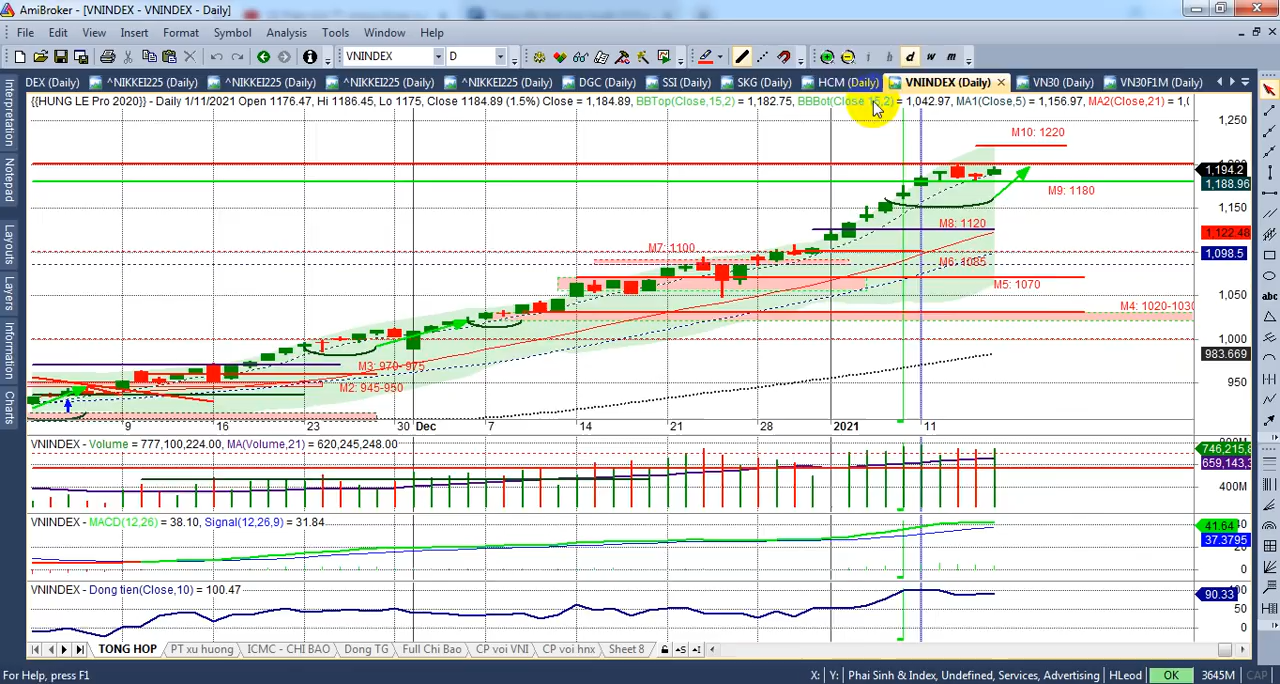 AmiBroker - [VNINDEX - VNINDEX - Daily]
File Edit View Insert Format Symbol Analysis Tools Window Help
VNINDEX D i h d w m
DEX (Daily) ^NIKKEI225 (Daily) ^NIKKEI225 (Daily) ^NIKKEI225 (Daily) ^NIKKEI225 (Daily) DGC (Daily) SSI (Daily) SKG (Daily) HCM (Daily) VNINDEX (Daily) VN30 (Daily) VN30F1M (Daily)
{{HUNG LE Pro 2020}} - Daily 1/11/2021 Open 1176.47, Hi 1186.45, Lo 1175, Close 1184.89 (1.5%) Close = 1,184.89, BBTop(Close,15,2) = 1,182.75, BBBot(Close,15,2) = 1,042.97, MA1(Close,5) = 1,156.97, MA2(Close,21) =
Interpretation
Notepad
Layouts
Layers
Information
Charts
1,250
M10: 1220
1,194.2
1,188.96
M9: 1180
1,150
M8: 1120
1,122.48
M7: 1100
1,098.5
M6: 1085
M5: 1070
1,050
M4: 1020-1030
1,000
983.669
M3: 970-975
M2: 945-950
950
9 16 23 30 Dec 7 14 21 28 2021 11
VNINDEX - Volume = 777,100,224.00, MA(Volume,21) = 620,245,248.00
746,215,8
659,143,3
400M
VNINDEX - MACD(12,26) = 38.10, Signal(12,26,9) = 31.84
41.64
37.3795
20
0
VNINDEX - Dong tien(Close,10) = 100.47
90.33
50
0
TONG HOP PT xu huong ICMC - CHI BAO Dong TG Full Chi Bao CP voi VNI CP voi hnx Sheet 8
abc
For Help, press F1 X: Y: Phai Sinh & Index, Undefined, Services, Advertising HLeod OK 3645M CAP